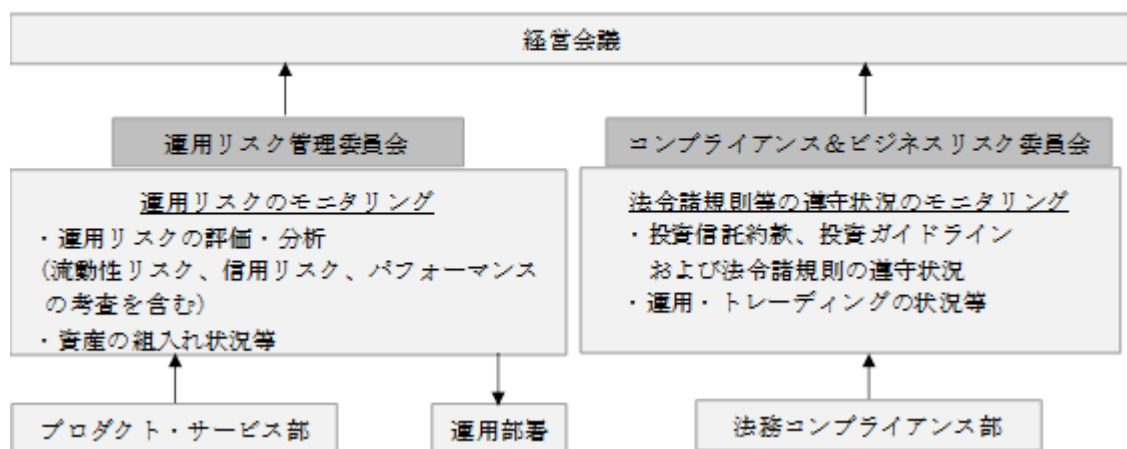 経営会議
運用リスク管理委員会
運用リスクのモニタリング
・運用リスクの評価・分析
(流動性リスク、信用リスク、パフォーマンス
の考査を含む)
・資産の組入れ状況等
コンプライアンス&ビジネスリスク委員会
法令諸規則等の遵守状況のモニタリング
・投資信託約款、投資ガイドライン
および法令諸規則の遵守状況
・運用・トレーディングの状況等
プロダクト・サービス部
運用部署
法務コンプライアンス部